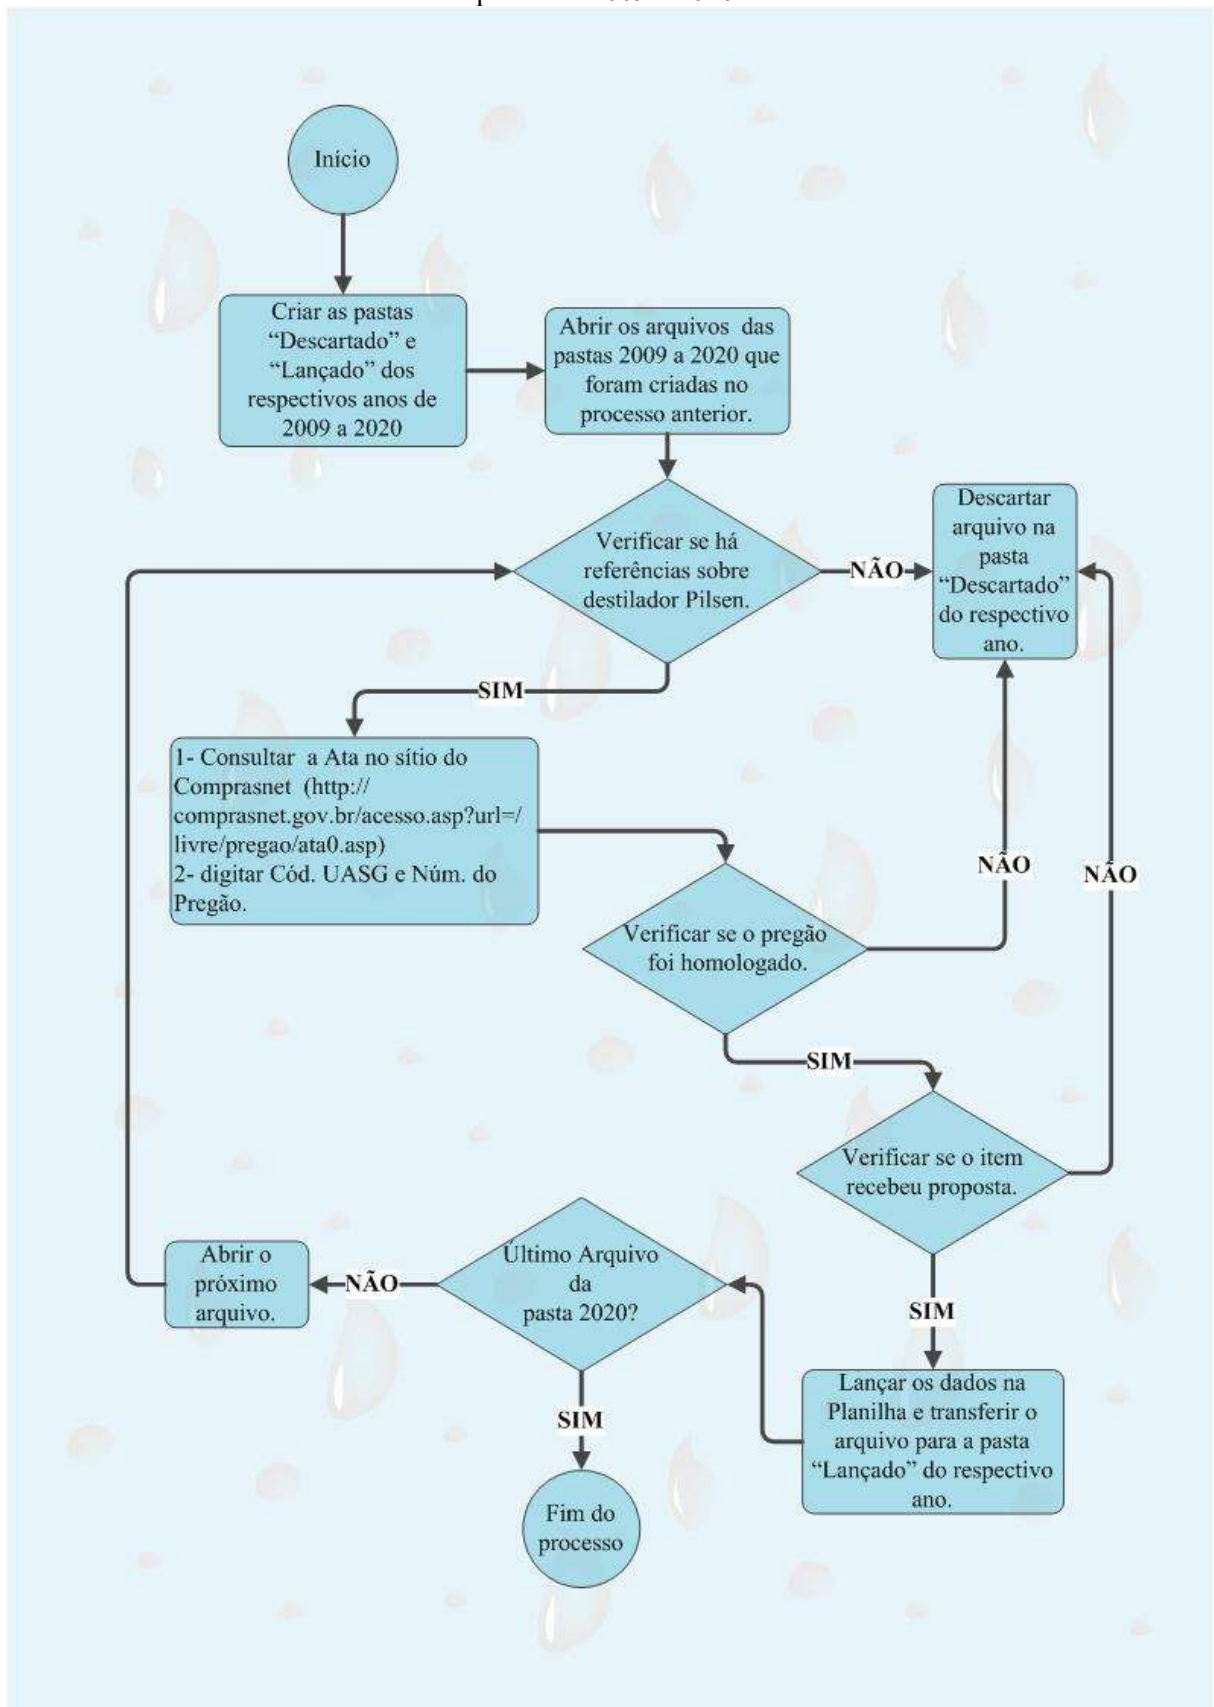 Início
Criar as pastas
“Descartado” e
“Lançado” dos
respectivos anos de
2009 a 2020
Abrir os arquivos das
pastas 2009 a 2020 que
foram criadas no
processo anterior.
Verificar se há
referências sobre
destilador Pilsen.
NÃO
Descartar
arquivo na
pasta
“Descartado”
do respectivo
ano.
SIM
1- Consultar a Ata no sítio do
Comprasnet (http://
comprasnet.gov.br/acesso.asp?url=/
livre/pregao/ata0.asp)
2- digitar Cód. UASG e Núm. do
Pregão.
Verificar se o pregão
foi homologado.
NÃO
NÃO
SIM
Verificar se o item
recebeu proposta.
SIM
Lançar os dados na
Planilha e transferir o
arquivo para a pasta
“Lançado” do respectivo
ano.
Último Arquivo
da
pasta 2020?
NÃO
Abrir o
próximo
arquivo.
SIM
Fim do
processo